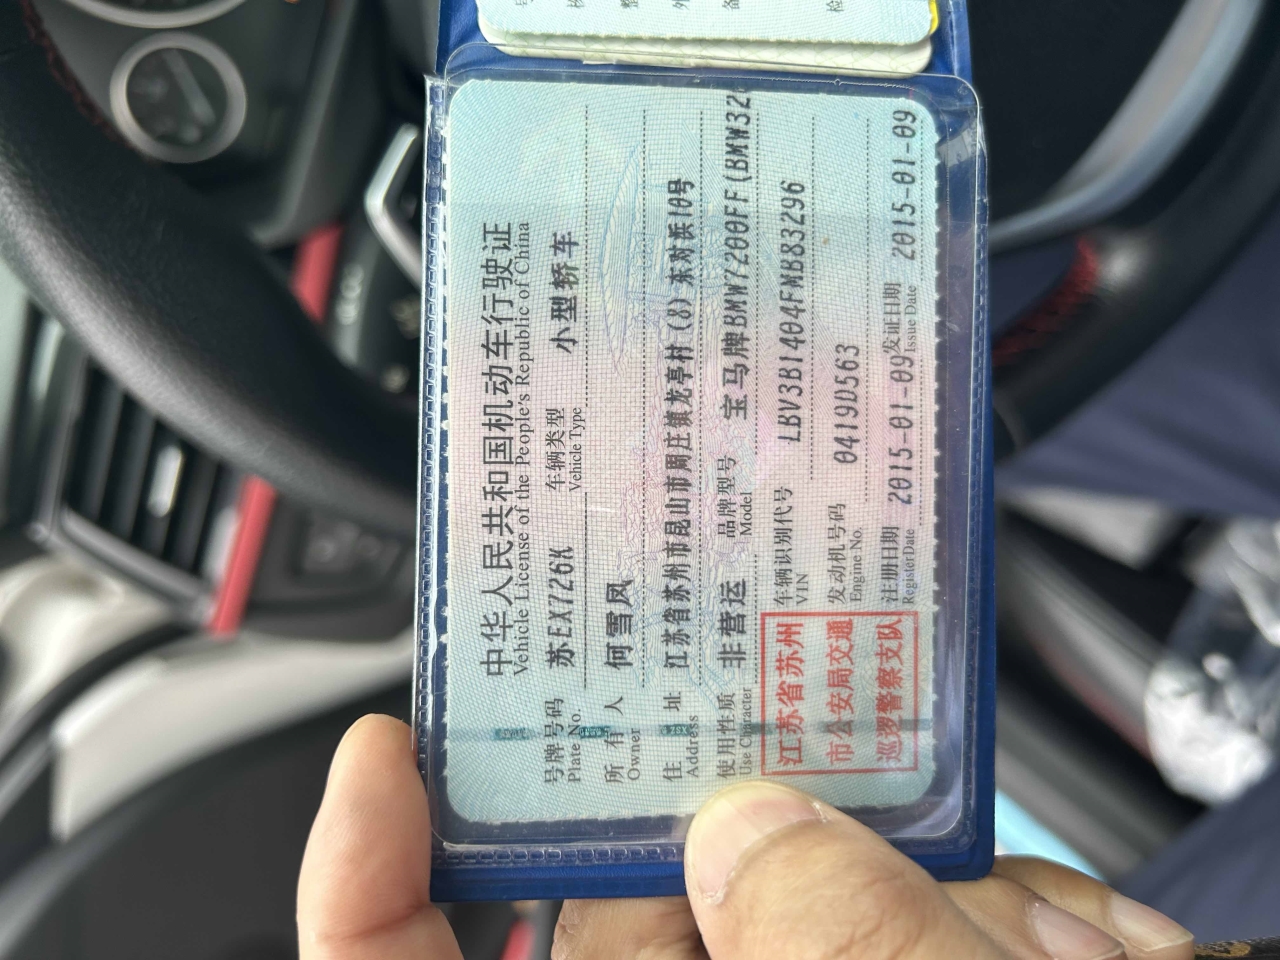 中华人民共和国机动车行驶证
Vehicle License of the People's Republic of China
号牌号码 苏EX726K 车辆类型 小型轿车
Plate No. Vehicle Type
所有人 何雪凤
Owner
住址 江苏省苏州市昆山市周庄镇龙亭村(8)东对浜10号
Address
使用性质 非营运 品牌型号 宝马牌BMW7200FF(BMW32
Use Character Model
江苏省苏州
市公安局交通
巡逻警察支队
车辆识别代号 LBV3B1404FMB83296
VIN
发动机号码 0419D563
Engine No.
注册日期 2015-01-09 发证日期 2015-01-09
Register Date Issue Date